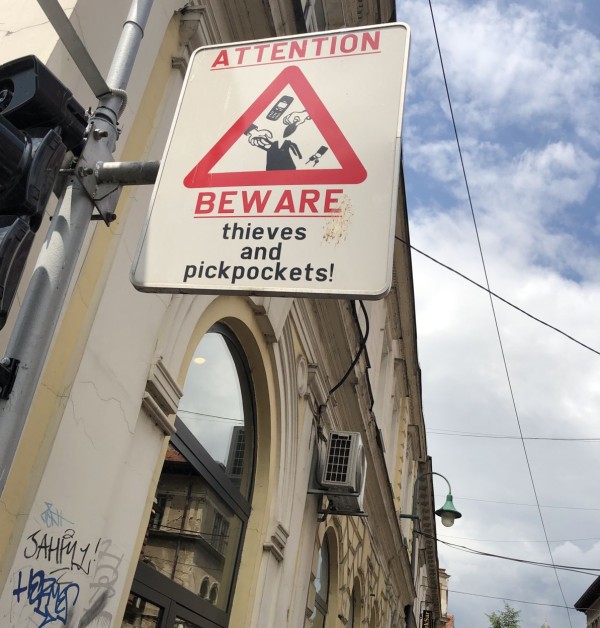 ATTENTION
BEWARE
thieves
and
pickpockets!